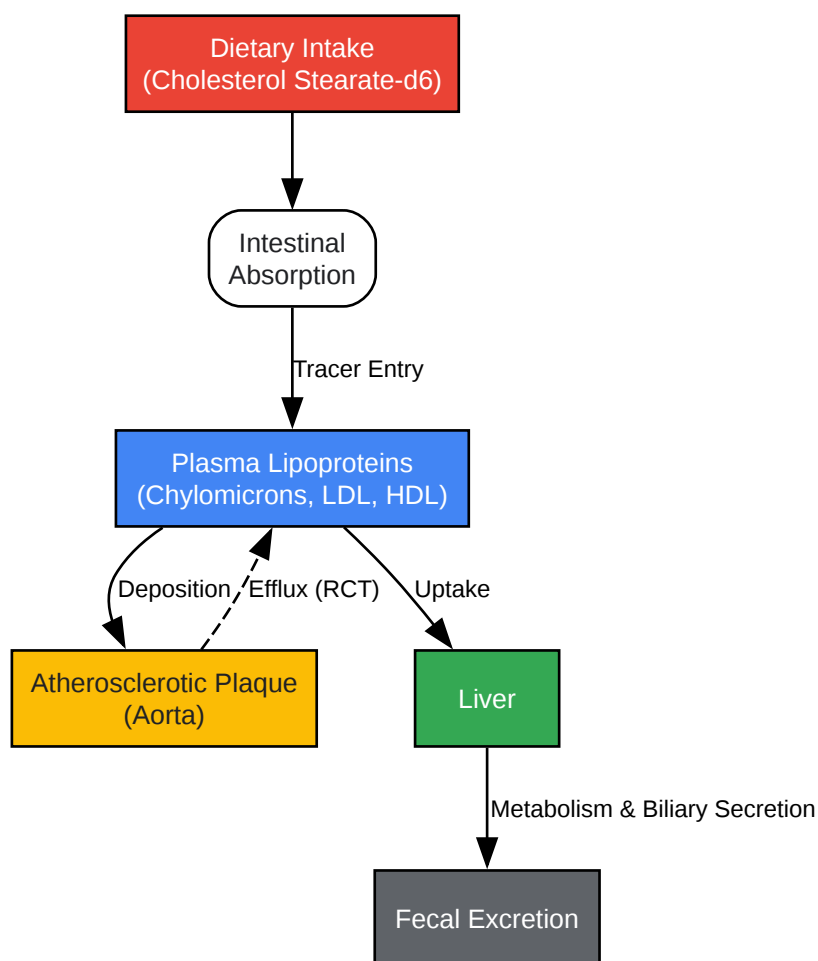 Dietary Intake
(Cholesterol Stearate-d6)
Intestinal
Absorption
Tracer Entry
Plasma Lipoproteins
(Chylomicrons, LDL, HDL)
Deposition
Efflux (RCT)
Uptake
Atherosclerotic Plaque
(Aorta)
Liver
Metabolism & Biliary Secretion
Fecal Excretion